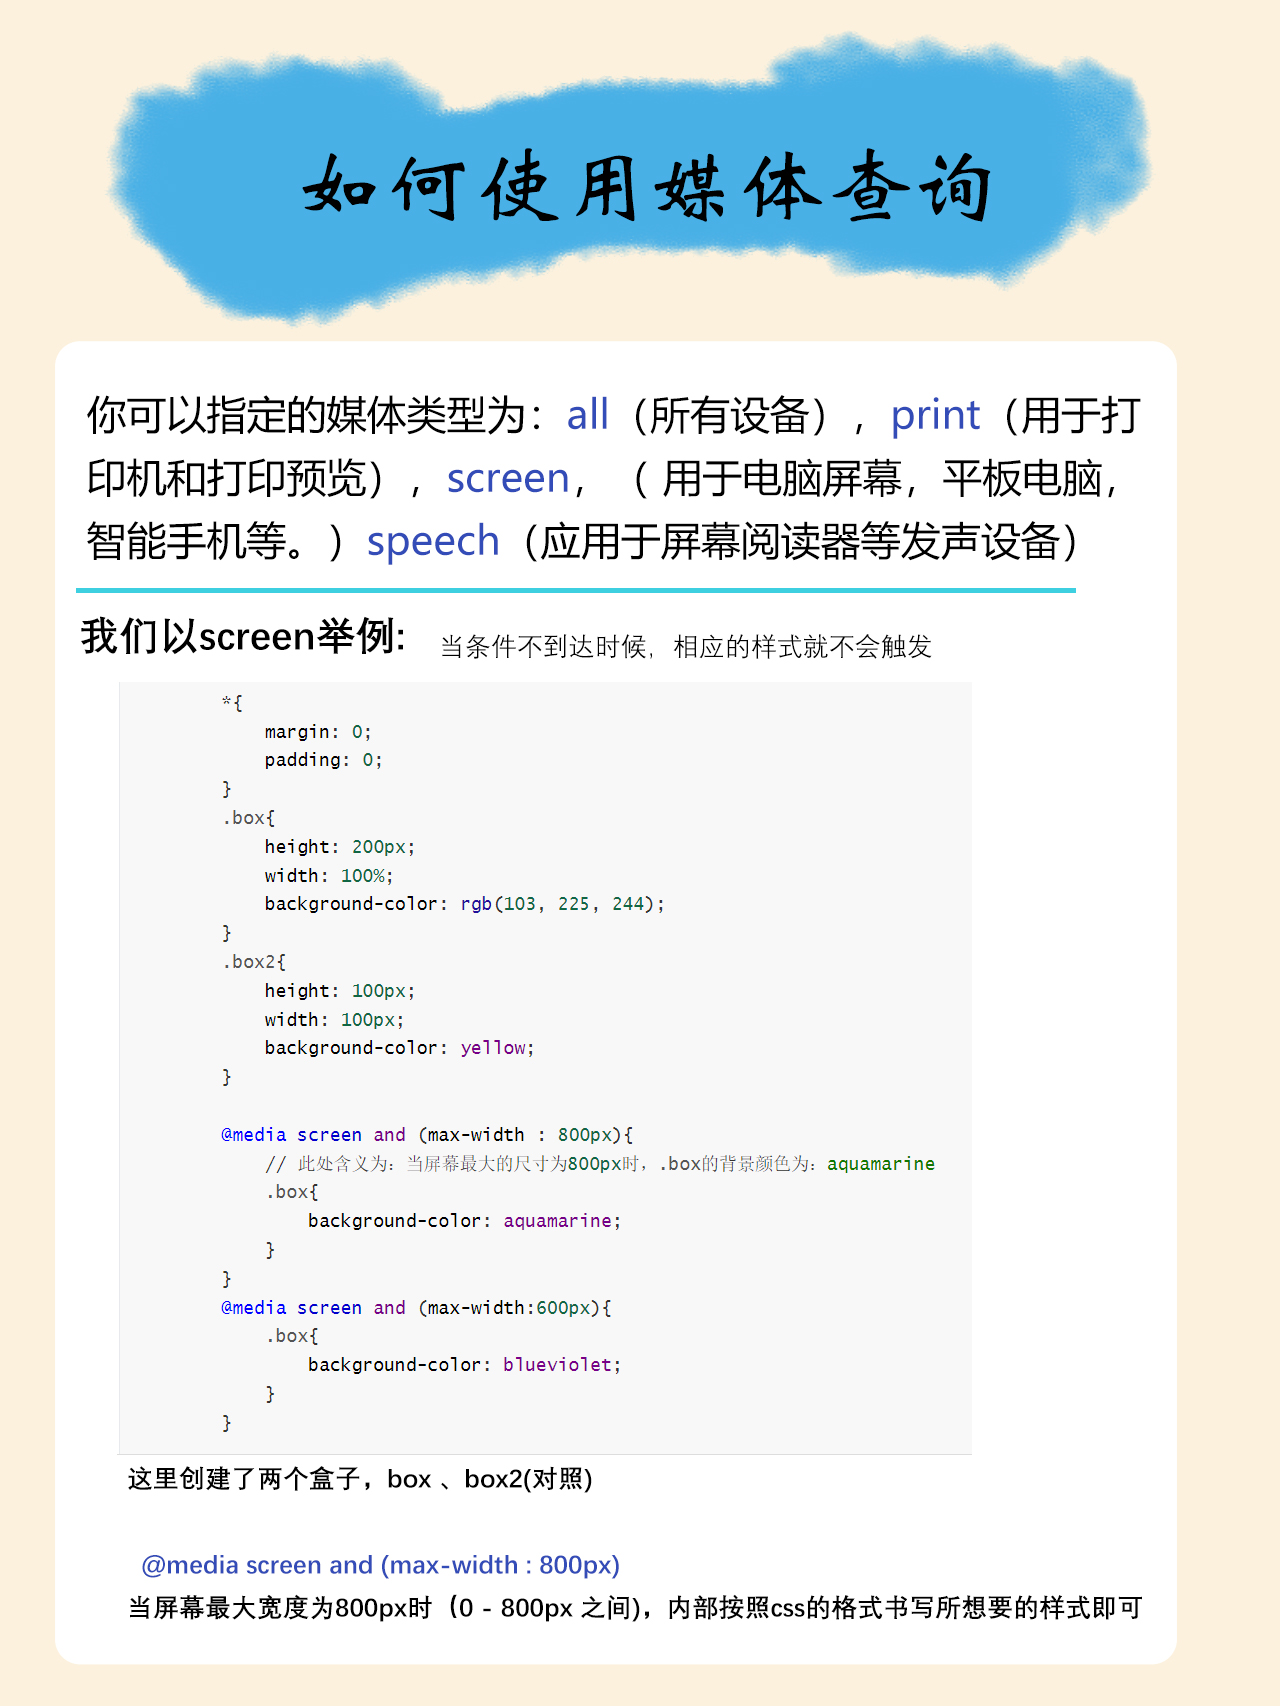 如何使用媒体查询
你可以指定的媒体类型为：all（所有设备），print（用于打
印机和打印预览），screen，（ 用于电脑屏幕，平板电脑，
智能手机等。）speech（应用于屏幕阅读器等发声设备）
我们以screen举例:
当条件不到达时候，相应的样式就不会触发
*{
margin: 0;
padding: 0;
}
.box{
height: 200px;
width: 100%;
background-color: rgb(103, 225, 244);
}
.box2{
height: 100px;
width: 100px;
background-color: yellow;
}
@media screen and (max-width : 800px){
// 此处含义为：当屏幕最大的尺寸为800px时，.box的背景颜色为：aquamarine
.box{
background-color: aquamarine;
}
}
@media screen and (max-width:600px){
.box{
background-color: blueviolet;
}
}
这里创建了两个盒子，box 、box2(对照)
@media screen and (max-width : 800px)
当屏幕最大宽度为800px时（0 - 800px 之间)，内部按照css的格式书写所想要的样式即可